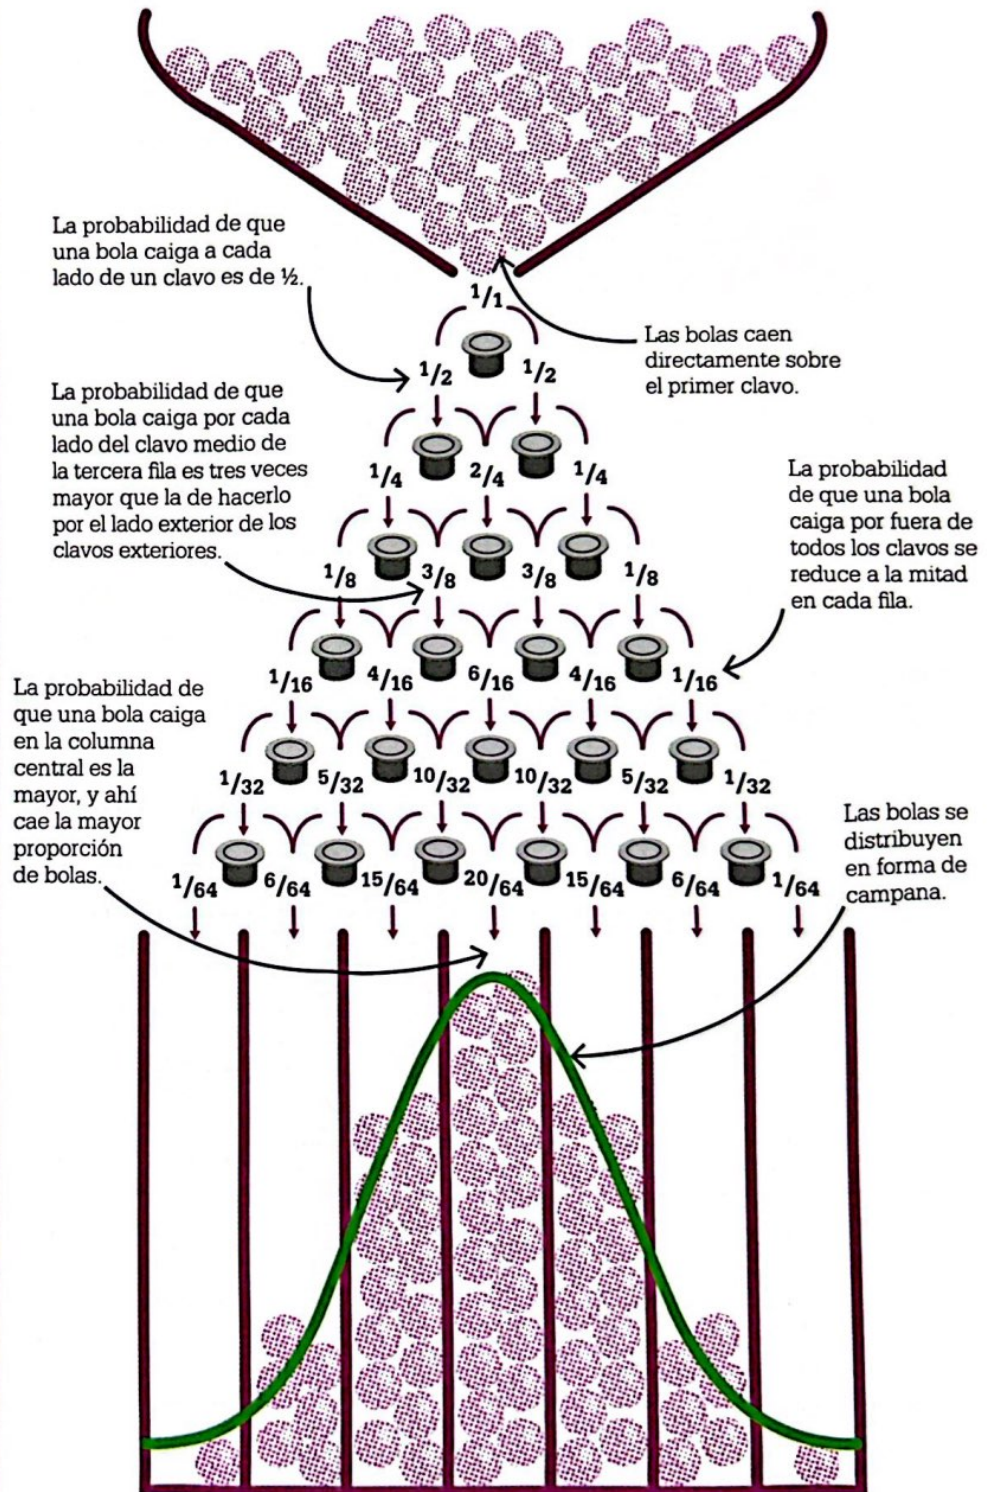 La probabilidad de que
una bola caiga a cada
lado de un clavo es de ½.
1/1
Las bolas caen
directamente sobre
el primer clavo.
1/2 1/2
La probabilidad de que
una bola caiga por cada
lado del clavo medio de
la tercera fila es tres veces
mayor que la de hacerlo
por el lado exterior de los
clavos exteriores.
1/4 2/4 1/4
La probabilidad
de que una bola
caiga por fuera de
todos los clavos se
reduce a la mitad
en cada fila.
1/8 3/8 3/8 1/8
1/16 4/16 6/16 4/16 1/16
La probabilidad de
que una bola caiga
en la columna
central es la
mayor, y ahí
cae la mayor
proporción
de bolas.
1/32 5/32 10/32 10/32 5/32 1/32
Las bolas se
distribuyen
en forma de
campana.
1/64 6/64 15/64 20/64 15/64 6/64 1/64